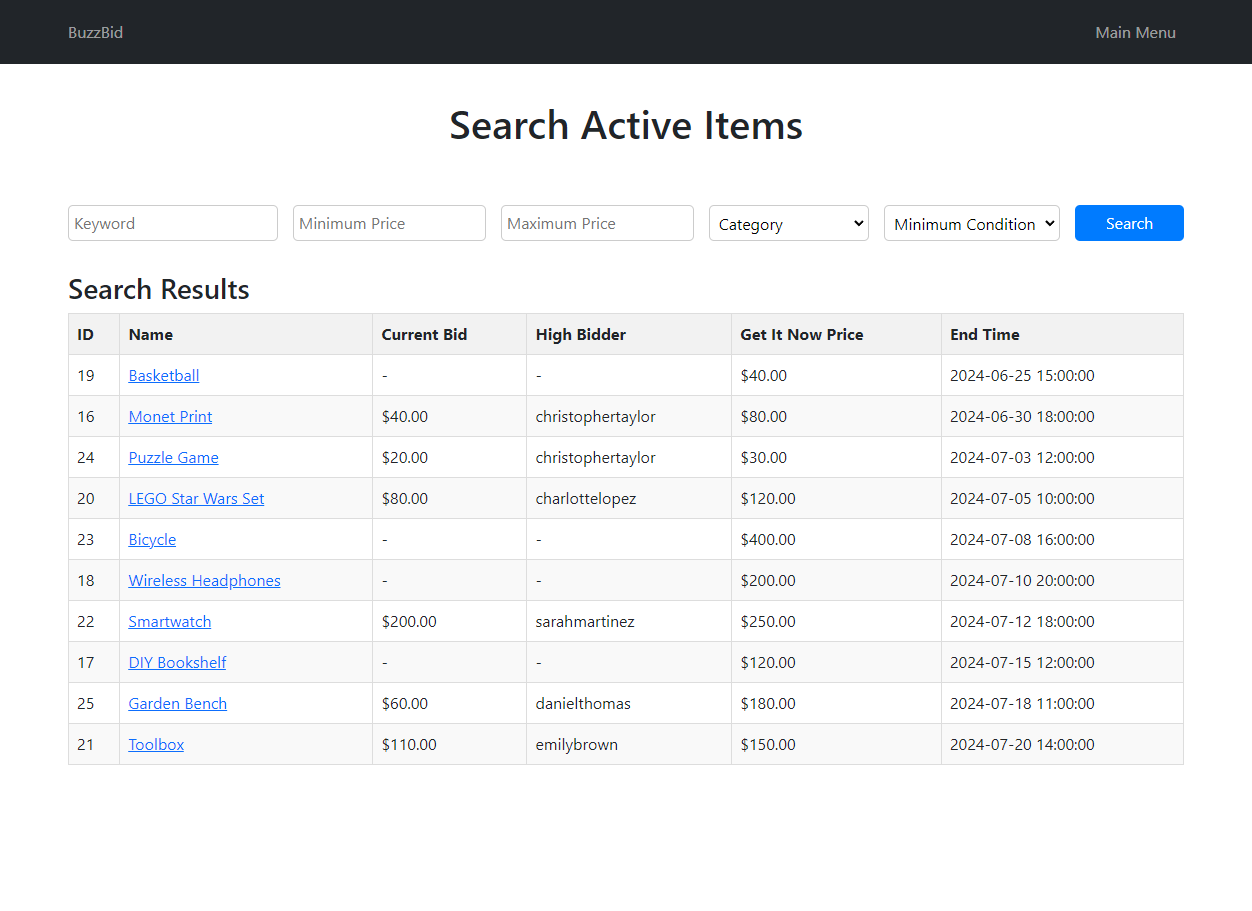 BuzzBid Main Menu
Search Active Items
Keyword Minimum Price Maximum Price Category Minimum Condition Search
Search Results
ID Name Current Bid High Bidder Get It Now Price End Time
19 Basketball - - $40.00 2024-06-25 15:00:00
16 Monet Print $40.00 christophertaylor $80.00 2024-06-30 18:00:00
24 Puzzle Game $20.00 christophertaylor $30.00 2024-07-03 12:00:00
20 LEGO Star Wars Set $80.00 charlottelopez $120.00 2024-07-05 10:00:00
23 Bicycle - - $400.00 2024-07-08 16:00:00
18 Wireless Headphones - - $200.00 2024-07-10 20:00:00
22 Smartwatch $200.00 sarahmartinez $250.00 2024-07-12 18:00:00
17 DIY Bookshelf - - $120.00 2024-07-15 12:00:00
25 Garden Bench $60.00 danielthomas $180.00 2024-07-18 11:00:00
21 Toolbox $110.00 emilybrown $150.00 2024-07-20 14:00:00